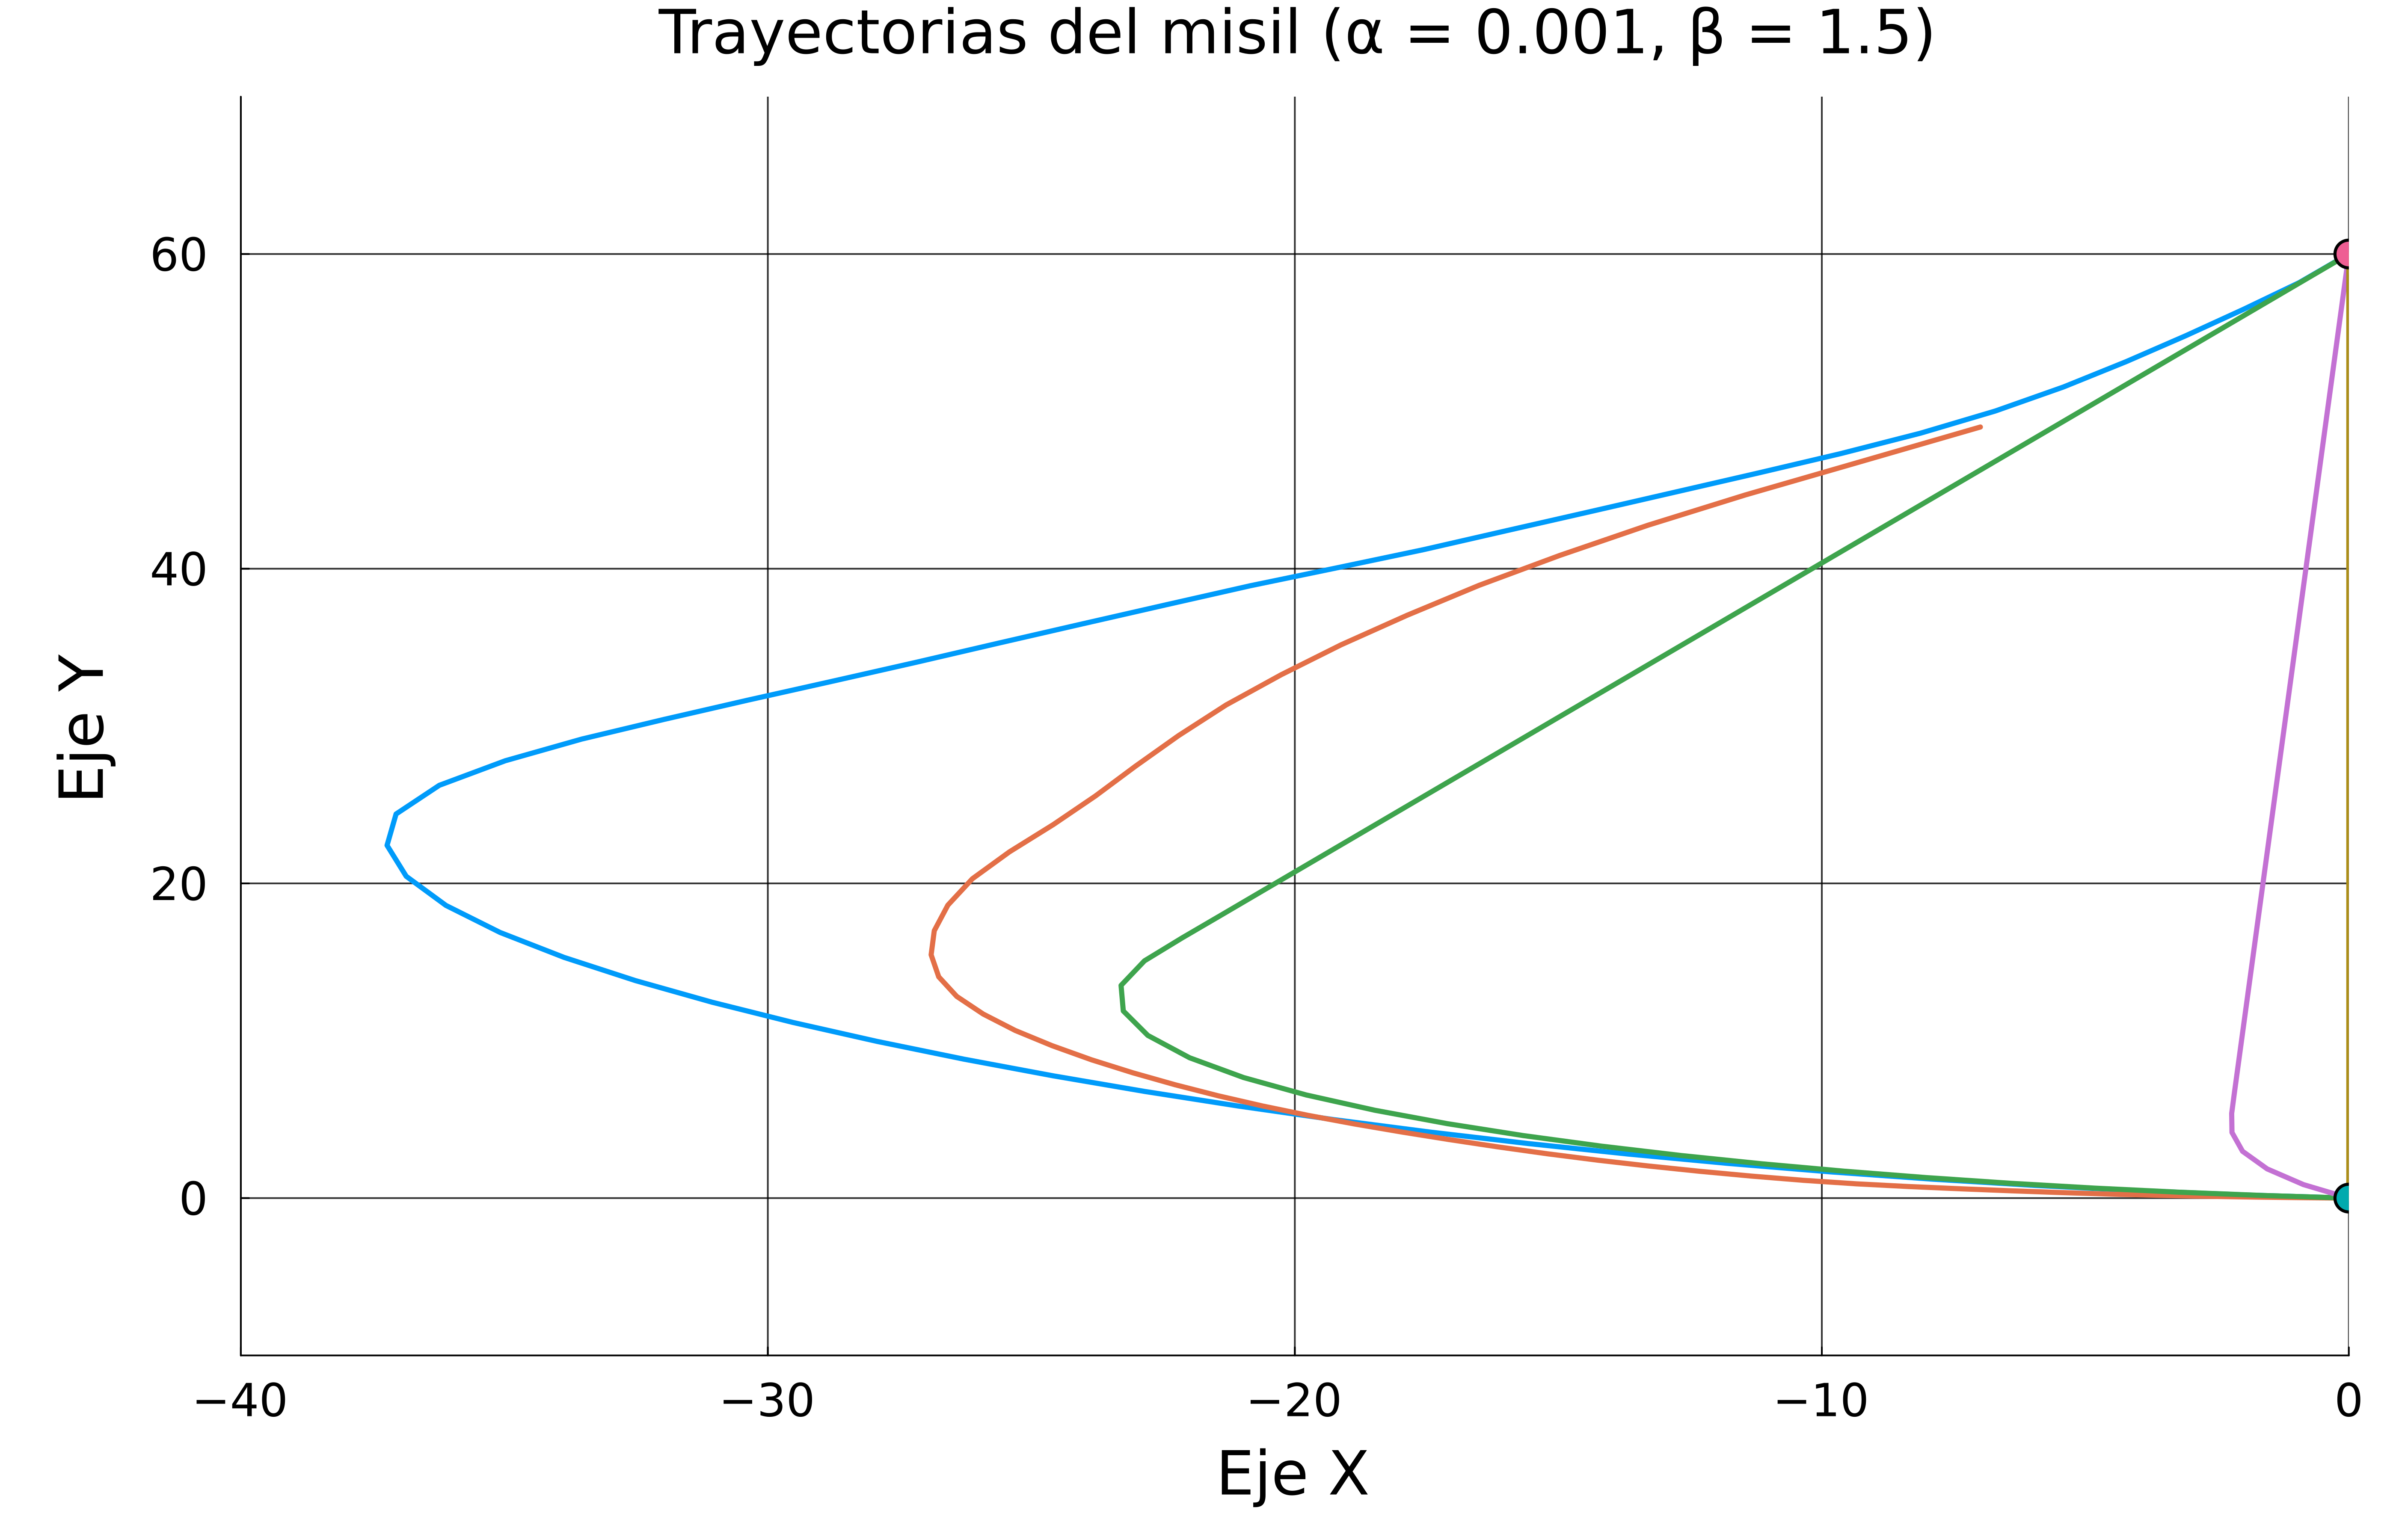 Trayectorias del misil (α = 0.001, β = 1.5)
60
40
20
0
Eje Y
−40 −30 −20 −10 0
Eje X